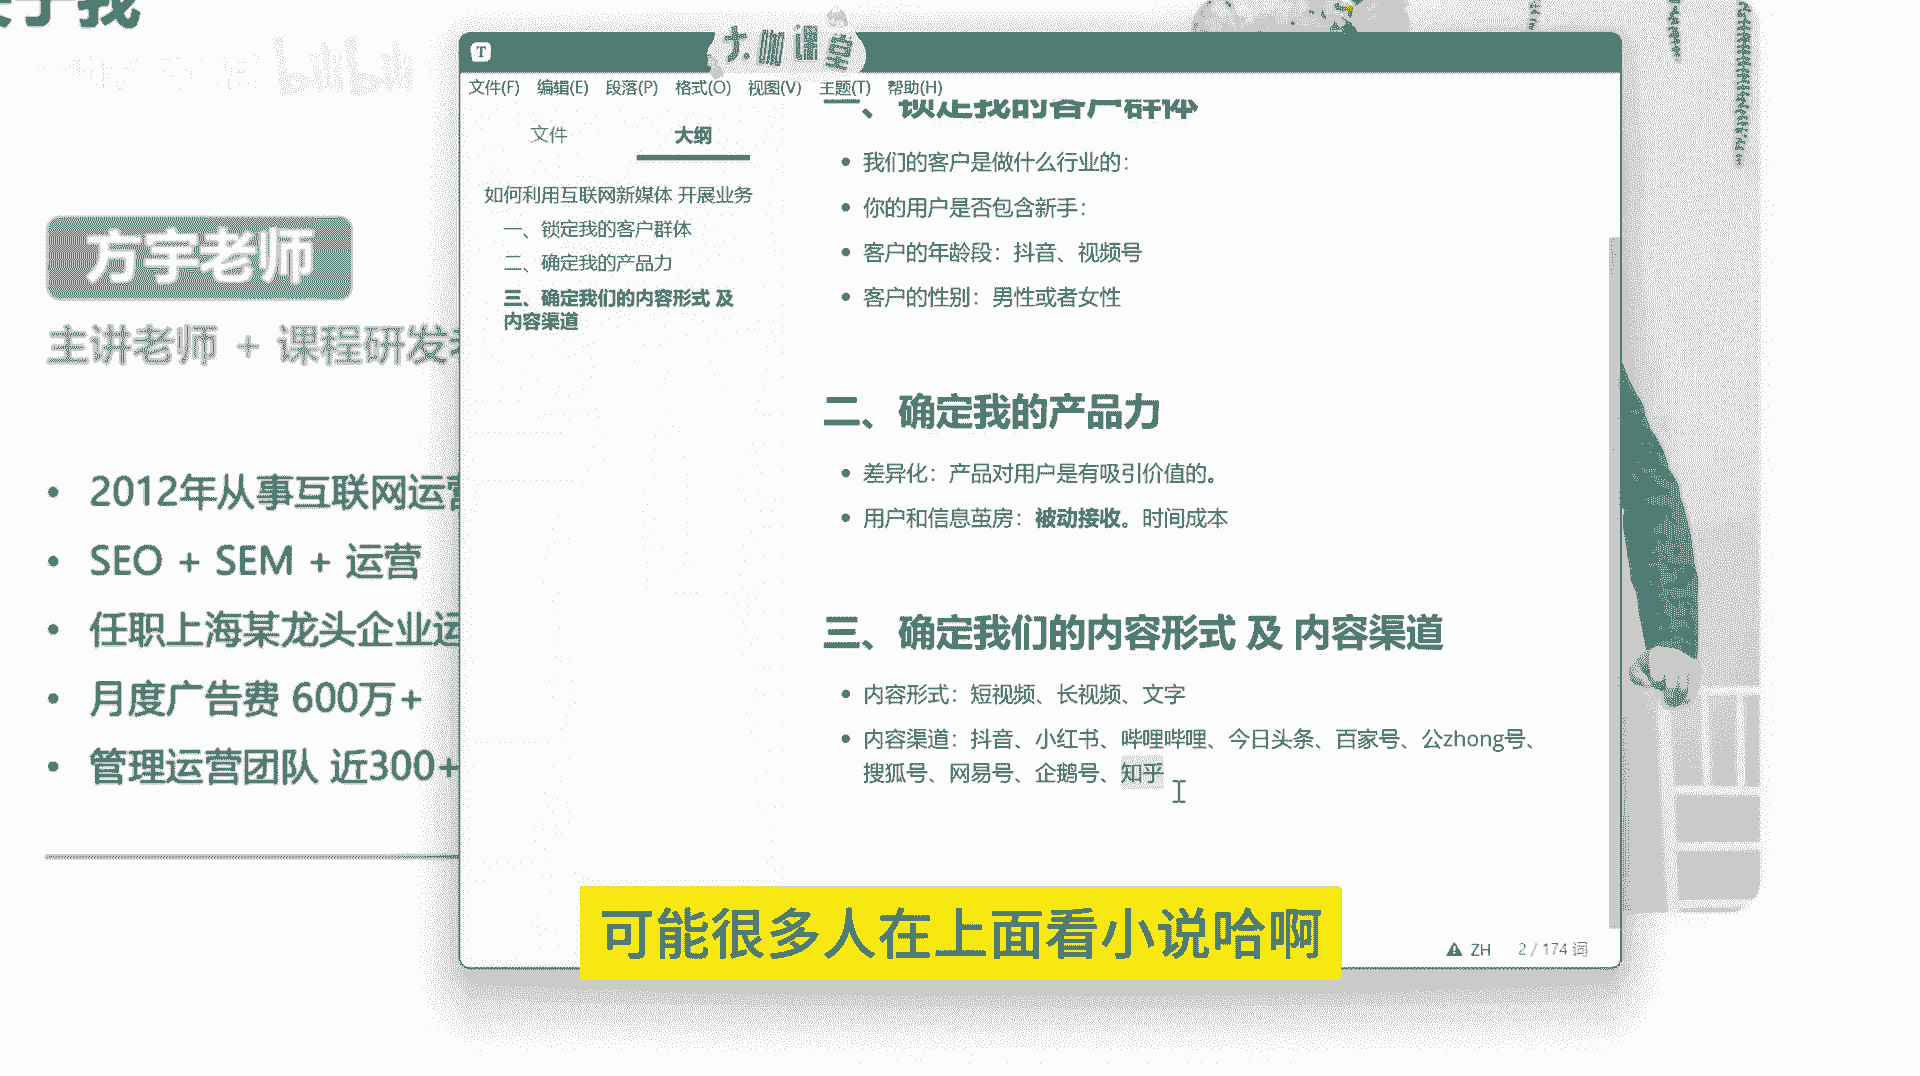 关于我
bilibili
大咖课堂
方宇老师
主讲老师 + 课程研发
• 2012年从事互联网运营
• SEO + SEM + 运营
• 任职上海某龙头企业运
• 月度广告费 600万+
• 管理运营团队 近300+
T
文件(F) 编辑(E) 段落(P) 格式(O) 视图(V) 主题(T) 帮助(H)
文件 大纲
如何利用互联网新媒体 开展业务
一、锁定我的客户群体
二、确定我的产品力
三、确定我们的内容形式 及
内容渠道
一、锁定我的客户群体
• 我们的客户是做什么行业的：
• 你的用户是否包含新手：
• 客户的年龄段：抖音、视频号
• 客户的性别：男性或者女性
二、确定我的产品力
• 差异化：产品对用户是有吸引价值的。
• 用户和信息茧房：被动接收。时间成本
三、确定我们的内容形式 及 内容渠道
• 内容形式：短视频、长视频、文字
• 内容渠道：抖音、小红书、哔哩哔哩、今日头条、百家号、公zhong号、
搜狐号、网易号、企鹅号、知乎
ZH 2 / 174 词
可能很多人在上面看小说哈啊